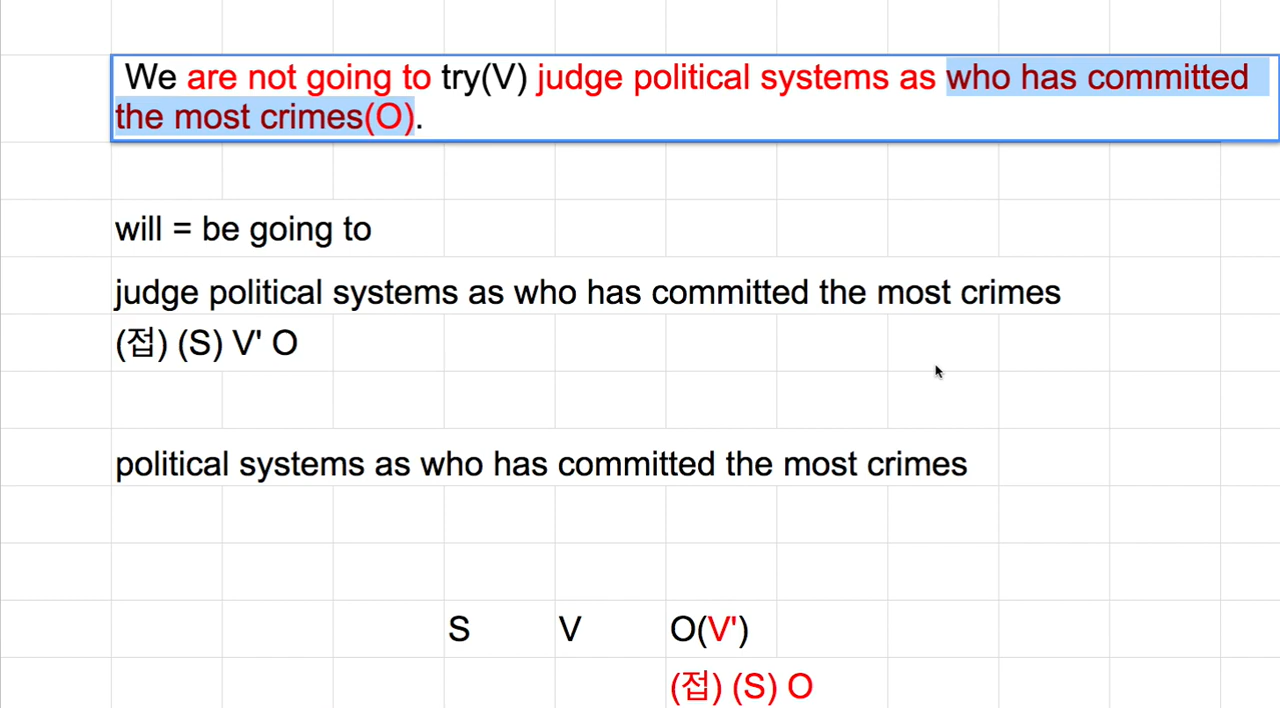 We are not going to try(V) judge political systems as who has committed
the most crimes(O).
will = be going to
judge political systems as who has committed the most crimes
(접) (S) V' O
political systems as who has committed the most crimes
S V O(V')
(접) (S) O